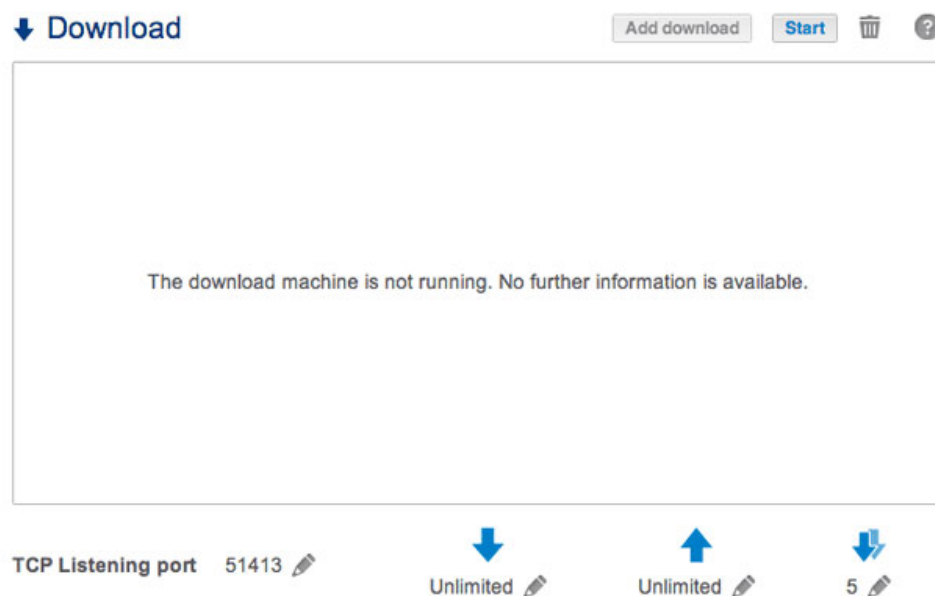 Download
Add download
Start
?
The download machine is not running. No further information is available.
TCP Listening port 51413
Unlimited
Unlimited
5